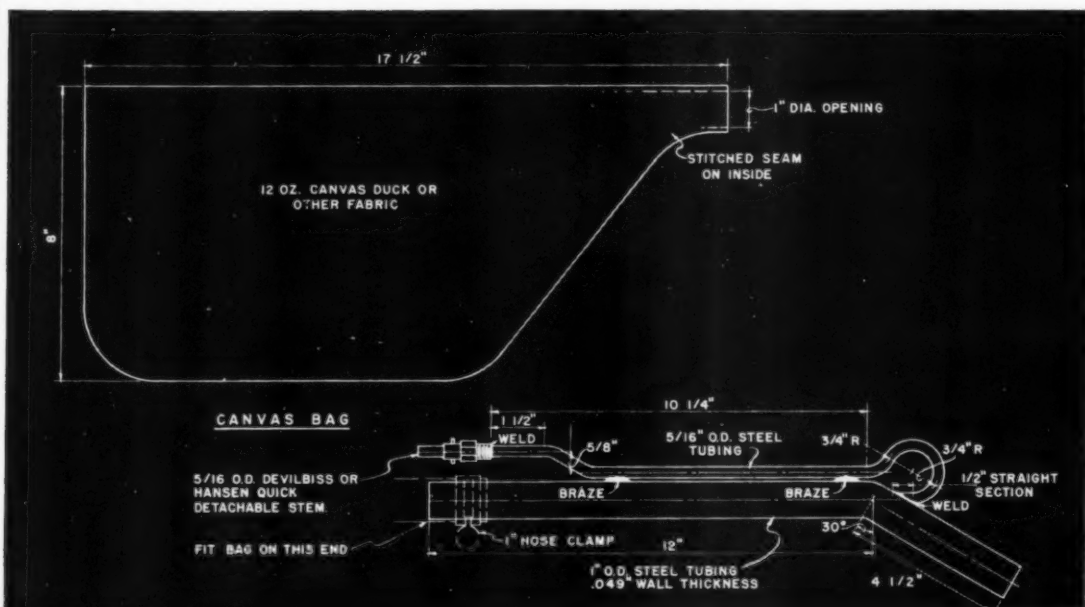 17 1/2"
1" DIA. OPENING
STITCHED SEAM
ON INSIDE
12 OZ. CANVAS DUCK OR
OTHER FABRIC
8"
CANVAS BAG
10 1/4"
1 1/2"
WELD
5/8"
5/16" O.D. STEEL
TUBING
3/4" R
3/4" R
5/16 O.D. DEVILBISS OR
HANSEN QUICK
DETACHABLE STEM.
BRAZE
BRAZE
1/2" STRAIGHT
SECTION
WELD
30°
FIT BAG ON THIS END
1" HOSE CLAMP
12"
1" O.D. STEEL TUBING
.049" WALL THICKNESS
4 1/2"